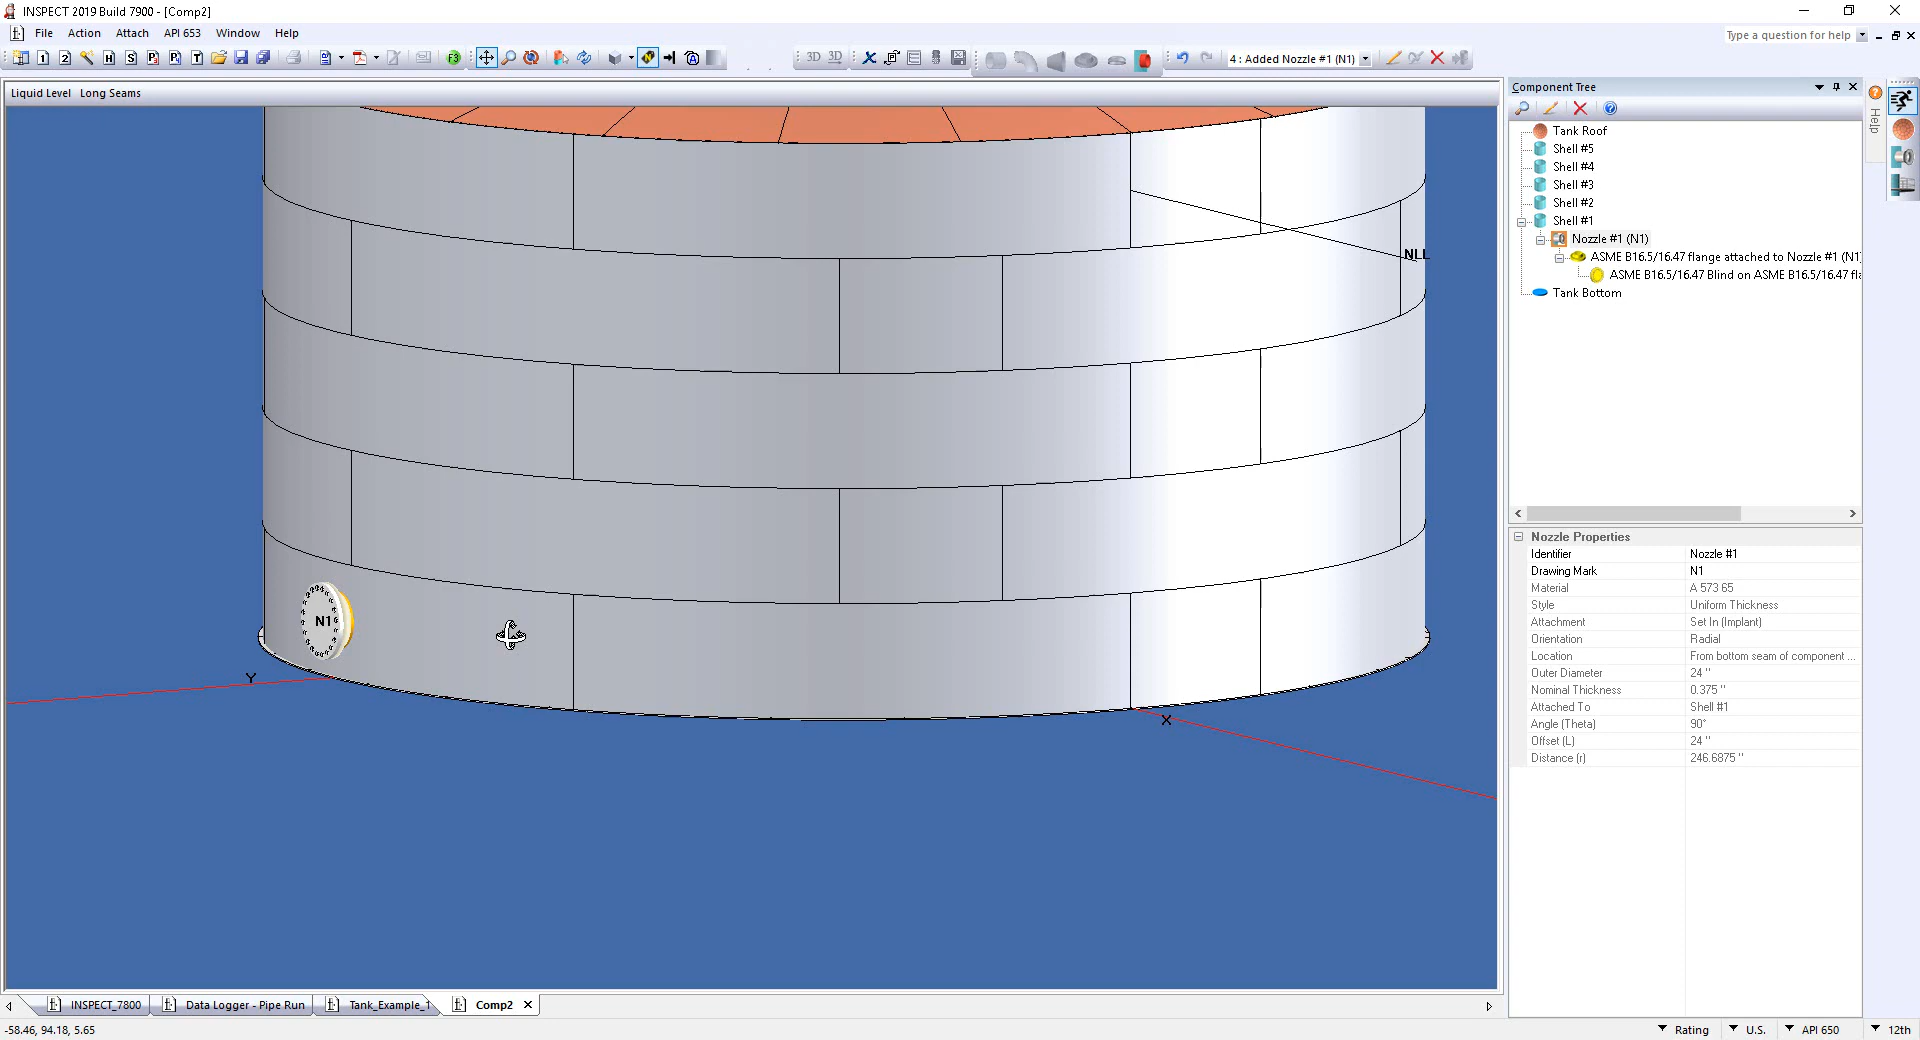 INSPECT 2019 Build 7900 - [Comp2]
File Action Attach API 653 Window Help
Type a question for help
1 2 H S T F3 3D 3D
4 : Added Nozzle #1 (N1)
Liquid Level Long Seams
Component Tree
Help
Tank Roof
Shell #5
Shell #4
Shell #3
Shell #2
Shell #1
Nozzle #1 (N1)
ASME B16.5/16.47 flange attached to Nozzle #1 (N1
ASME B16.5/16.47 Blind on ASME B16.5/16.47 fl
Tank Bottom
NLL
N1
Y
X
Nozzle Properties
Identifier Nozzle #1
Drawing Mark N1
Material A 573 65
Style Uniform Thickness
Attachment Set In (Implant)
Orientation Radial
Location From bottom seam of component ...
Outer Diameter 24 "
Nominal Thickness 0.375 "
Attached To Shell #1
Angle (Theta) 90°
Offset (L) 24 "
Distance (r) 246.6875 "
INSPECT_7800 Data Logger - Pipe Run Tank_Example_1 Comp2
-58.46, 94.18, 5.65
Rating U.S. API 650 12th